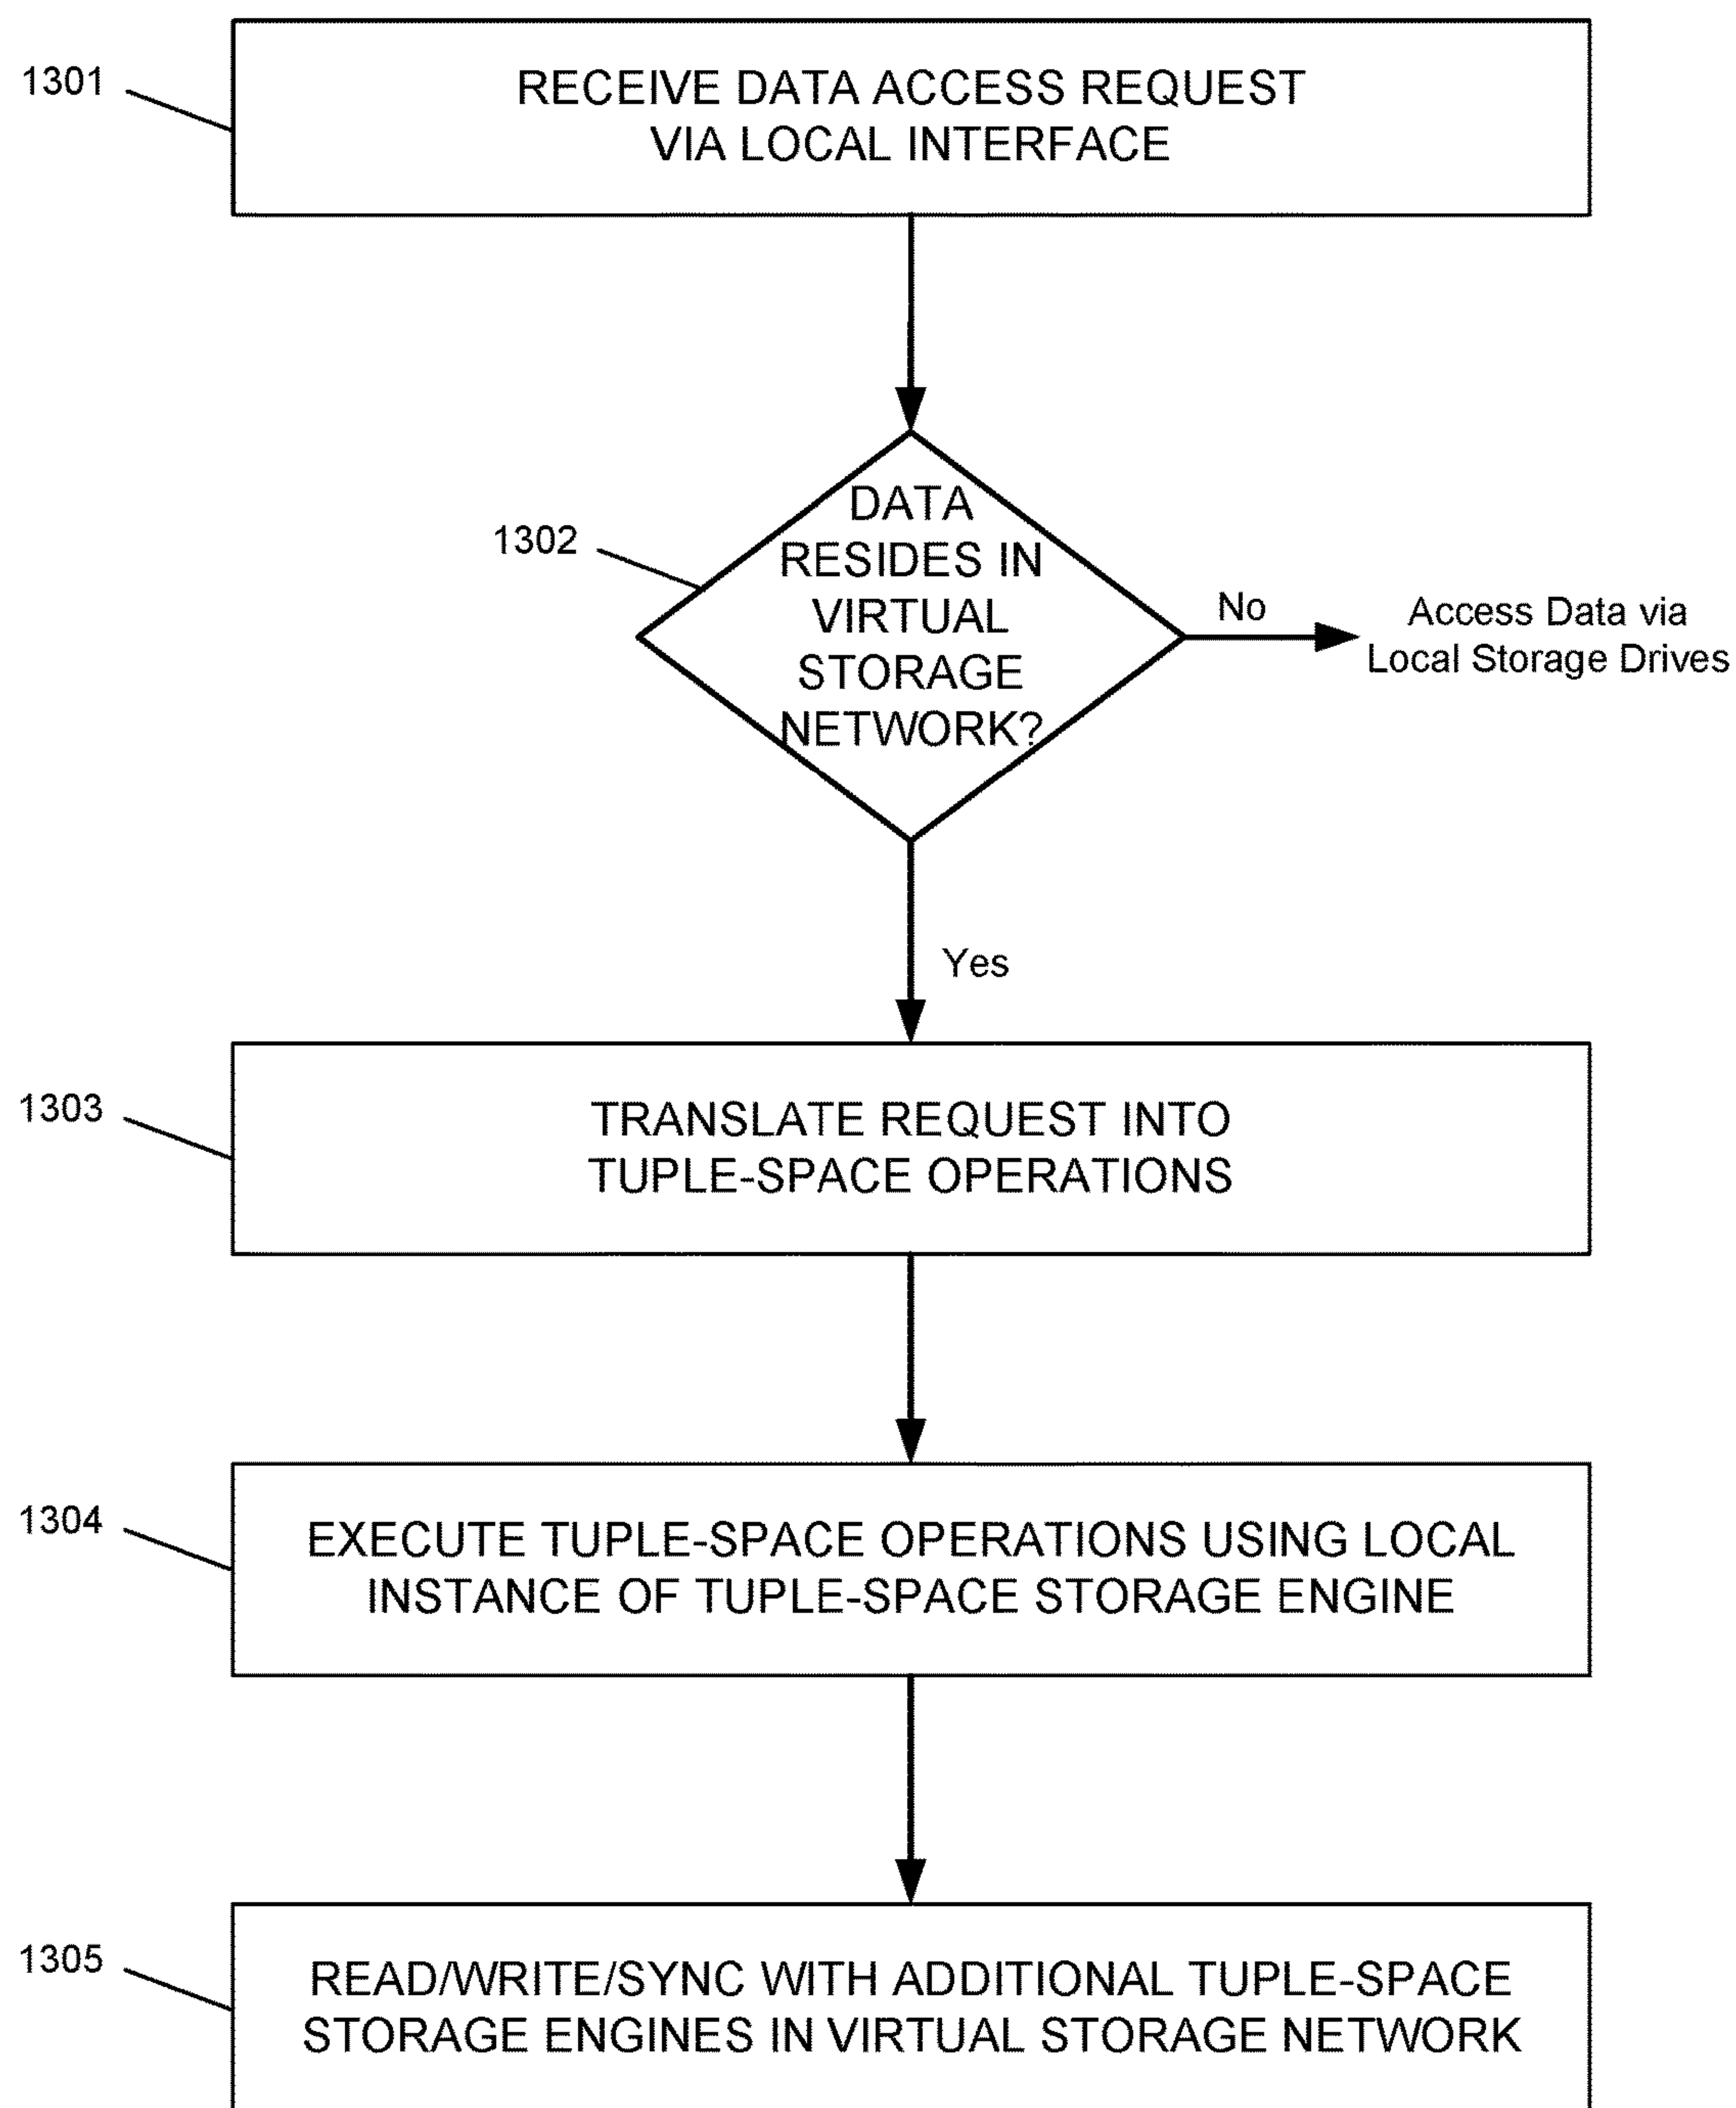 1301
RECEIVE DATA ACCESS REQUEST
VIA LOCAL INTERFACE
1302
DATA
RESIDES IN
VIRTUAL
STORAGE
NETWORK?
No
Access Data via
Local Storage Drives
Yes
1303
TRANSLATE REQUEST INTO
TUPLE-SPACE OPERATIONS
1304
EXECUTE TUPLE-SPACE OPERATIONS USING LOCAL
INSTANCE OF TUPLE-SPACE STORAGE ENGINE
1305
READ/WRITE/SYNC WITH ADDITIONAL TUPLE-SPACE
STORAGE ENGINES IN VIRTUAL STORAGE NETWORK